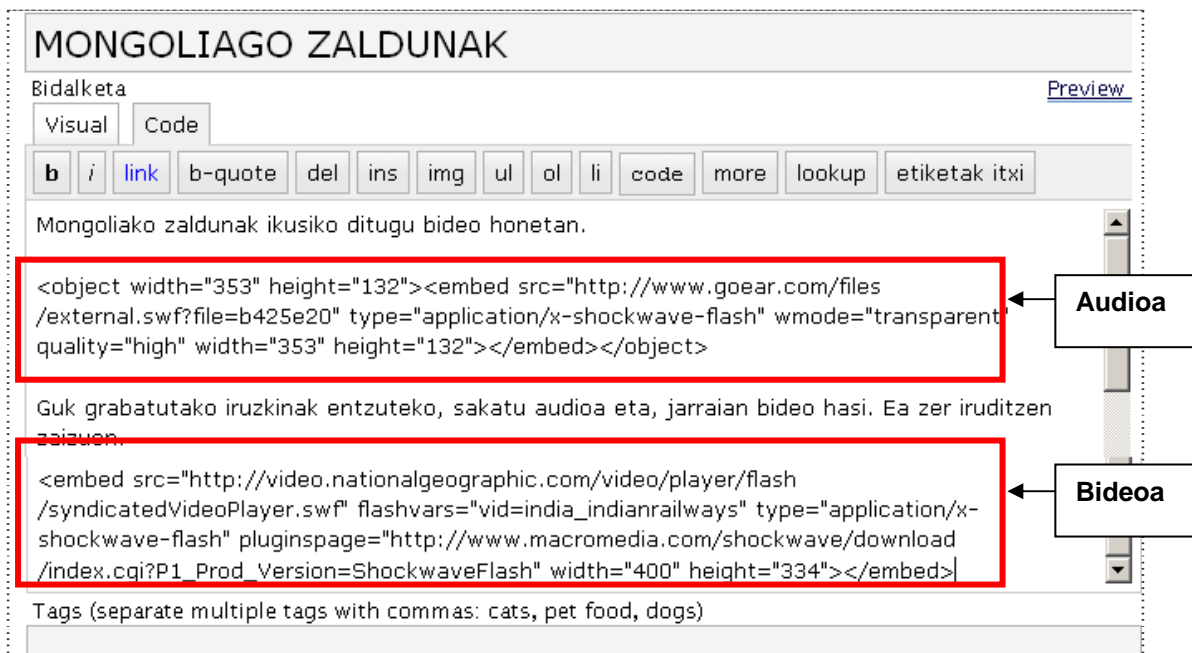 MONGOLIAGO ZALDUNAK
Bidalketa
Preview
Visual Code
b i link b-quote del ins img ul ol li code more lookup etiketak itxi
Mongoliako zaldunak ikusiko ditugu bideo honetan.
<object width="353" height="132"><embed src="http://www.goear.com/files
/external.swf?file=b425e20" type="application/x-shockwave-flash" wmode="transparent"
quality="high" width="353" height="132"></embed></object>
Audioa
Guk grabatutako iruzkinak entzuteko, sakatu audioa eta, jarraian bideo hasi. Ea zer iruditzen
zaizuen.
<embed src="http://video.nationalgeographic.com/video/player/flash
/syndicatedVideoPlayer.swf" flashvars="vid=india_indianrailways" type="application/x-
shockwave-flash" pluginspage="http://www.macromedia.com/shockwave/download
/index.cgi?P1_Prod_Version=ShockwaveFlash" width="400" height="334"></embed>
Bideoa
Tags (separate multiple tags with commas: cats, pet food, dogs)